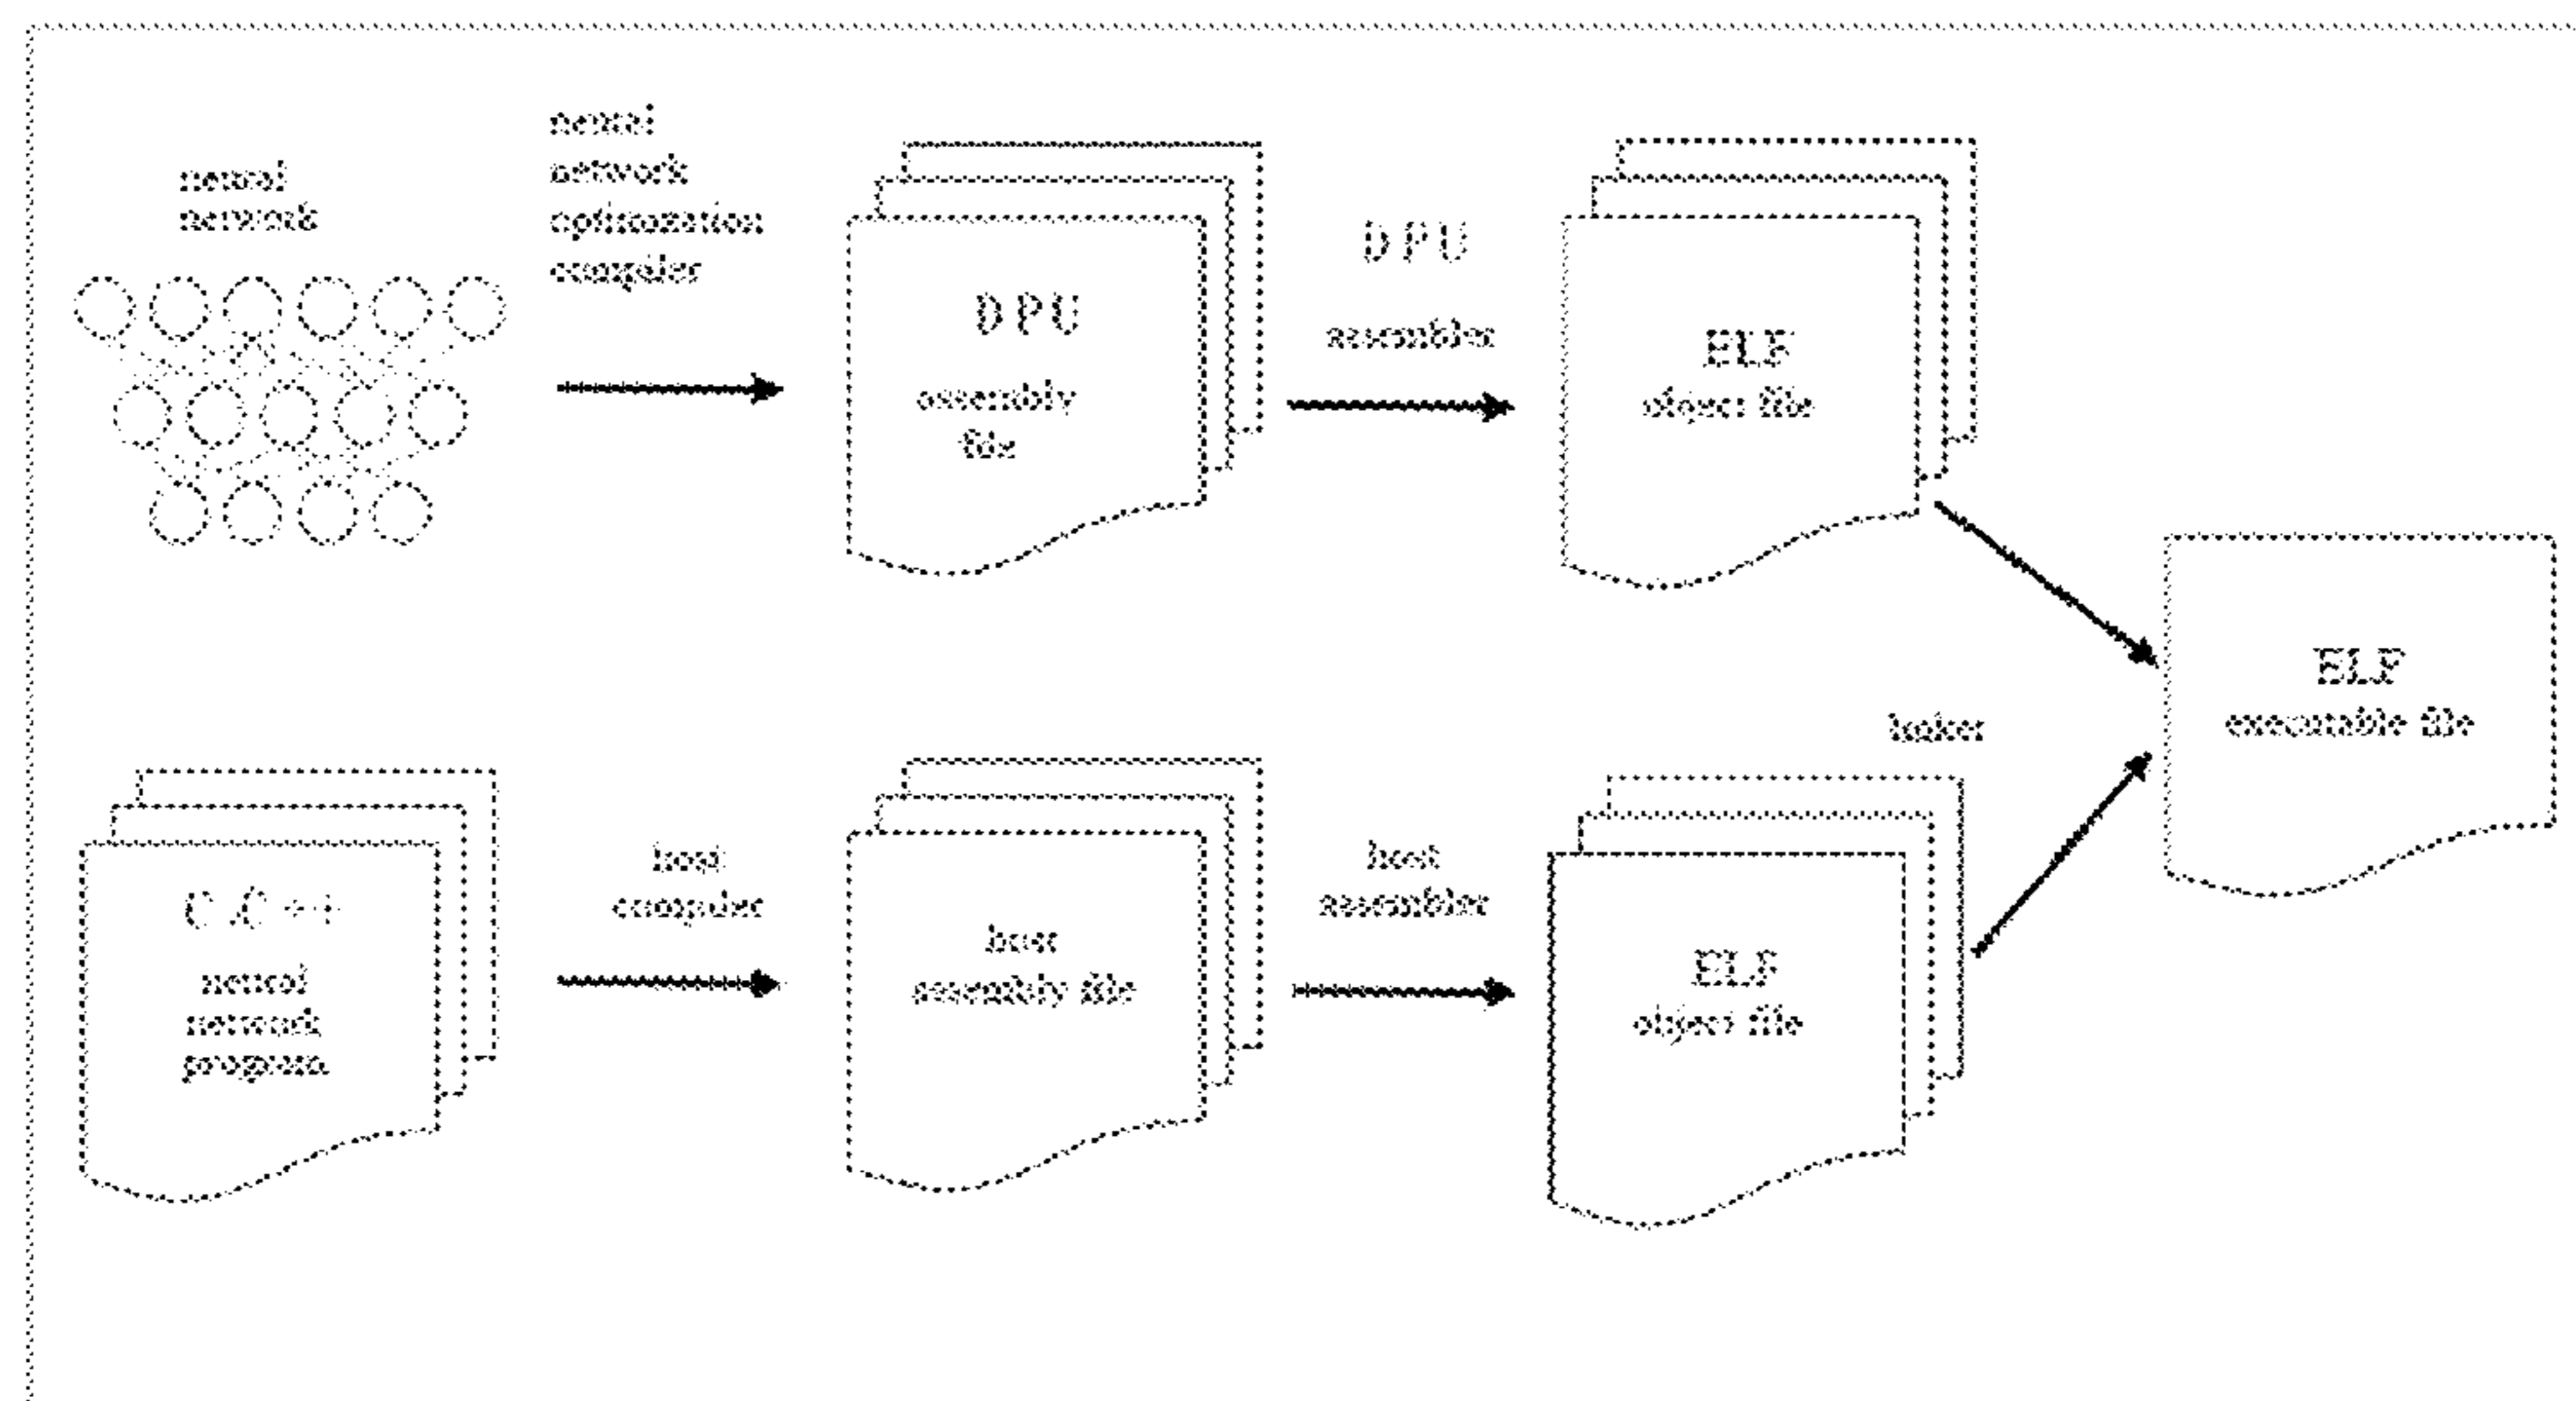 neural
network
neural
network
optimization
compiler
DPU
assembly
file
DPU
assembler
ELF
object file
ELF
executable file
linker
C/C++
neural
network
program
host
compiler
host
assembly file
host
assembler
ELF
object file